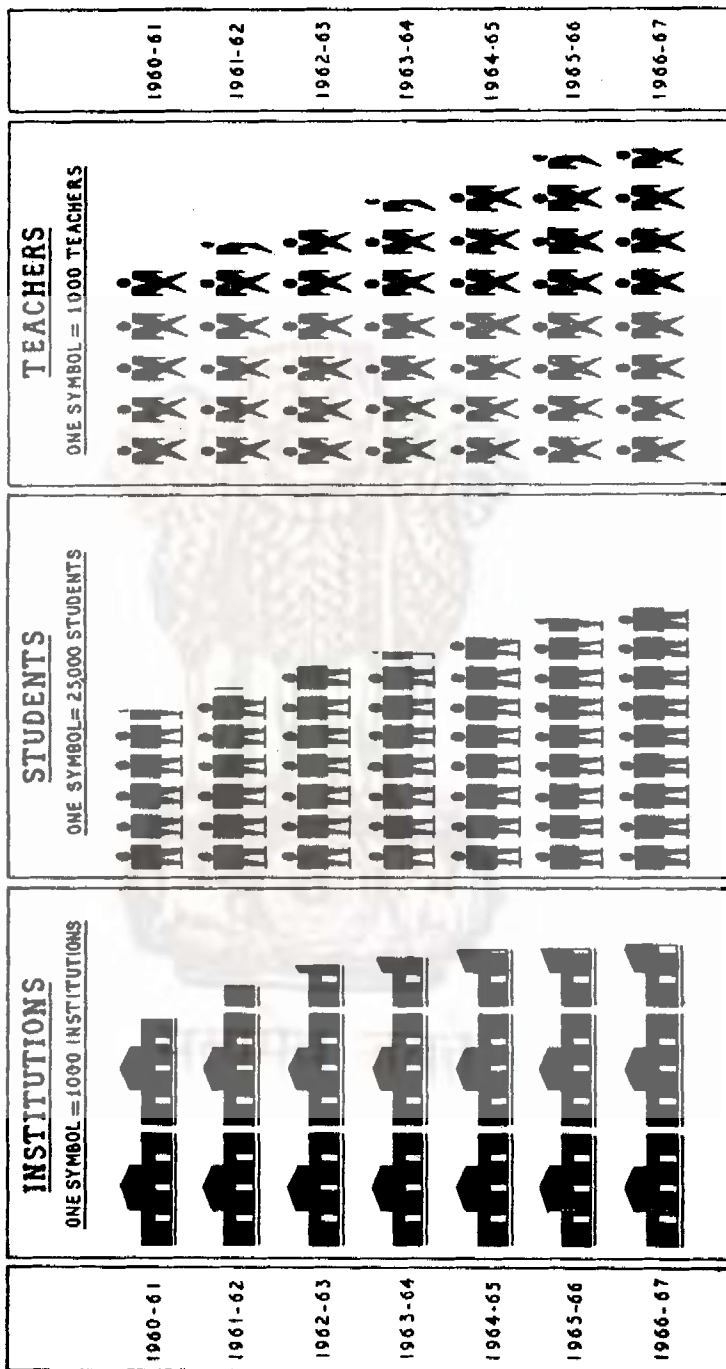 1960-61
1961-62
1962-63
1963-64
1964-65
1965-66
1966-67
INSTITUTIONS
ONE SYMBOL = 1000 INSTITUTIONS
STUDENTS
ONE SYMBOL= 25,000 STUDENTS
TEACHERS
ONE SYMBOL = 1000 TEACHERS
1960-61
1961-62
1962-63
1963-64
1964-65
1965-66
1966-67